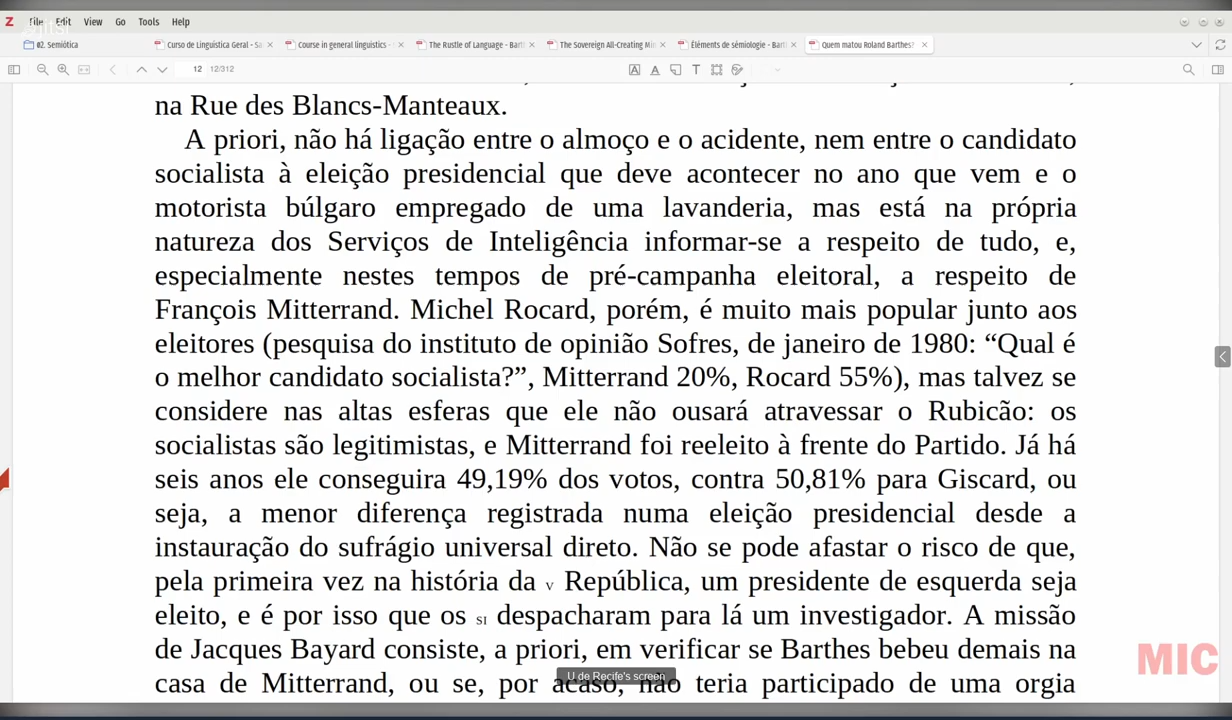 File Edit View Go Tools Help
#2. Semiótica
Curso de Linguística Geral - Sa
Course in general linguistics -
The Rustle of Language - Bart
The Sovereign All-Creating Mi
Éléments de sémiologie - Bart
Quem matou Roland Barthes?
12 12/312
na Rue des Blancs-Manteaux.
A priori, não há ligação entre o almoço e o acidente, nem entre o candidato
socialista à eleição presidencial que deve acontecer no ano que vem e o
motorista búlgaro empregado de uma lavanderia, mas está na própria
natureza dos Serviços de Inteligência informar-se a respeito de tudo, e,
especialmente nestes tempos de pré-campanha eleitoral, a respeito de
François Mitterrand. Michel Rocard, porém, é muito mais popular junto aos
eleitores (pesquisa do instituto de opinião Sofres, de janeiro de 1980: “Qual é
o melhor candidato socialista?”, Mitterrand 20%, Rocard 55%), mas talvez se
considere nas altas esferas que ele não ousará atravessar o Rubicão: os
socialistas são legitimistas, e Mitterrand foi reeleito à frente do Partido. Já há
seis anos ele conseguira 49,19% dos votos, contra 50,81% para Giscard, ou
seja, a menor diferença registrada numa eleição presidencial desde a
instauração do sufrágio universal direto. Não se pode afastar o risco de que,
pela primeira vez na história da V República, um presidente de esquerda seja
eleito, e é por isso que os SI despacharam para lá um investigador. A missão
de Jacques Bayard consiste, a priori, em verificar se Barthes bebeu demais na
casa de Mitterrand, ou se, por acaso, não teria participado de uma orgia
U de Recife's screen
MIC